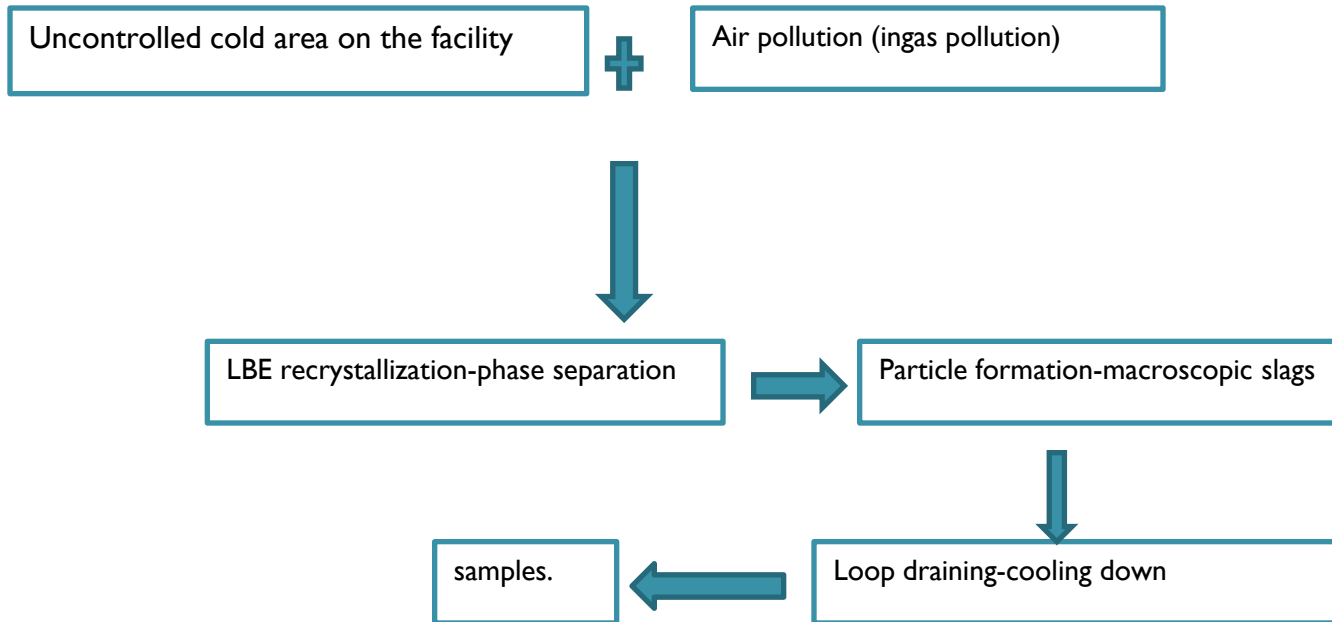 Uncontrolled cold area on the facility
Air pollution (ingas pollution)
LBE recrystallization-phase separation
Particle formation-macroscopic slags
samples.
Loop draining-cooling down